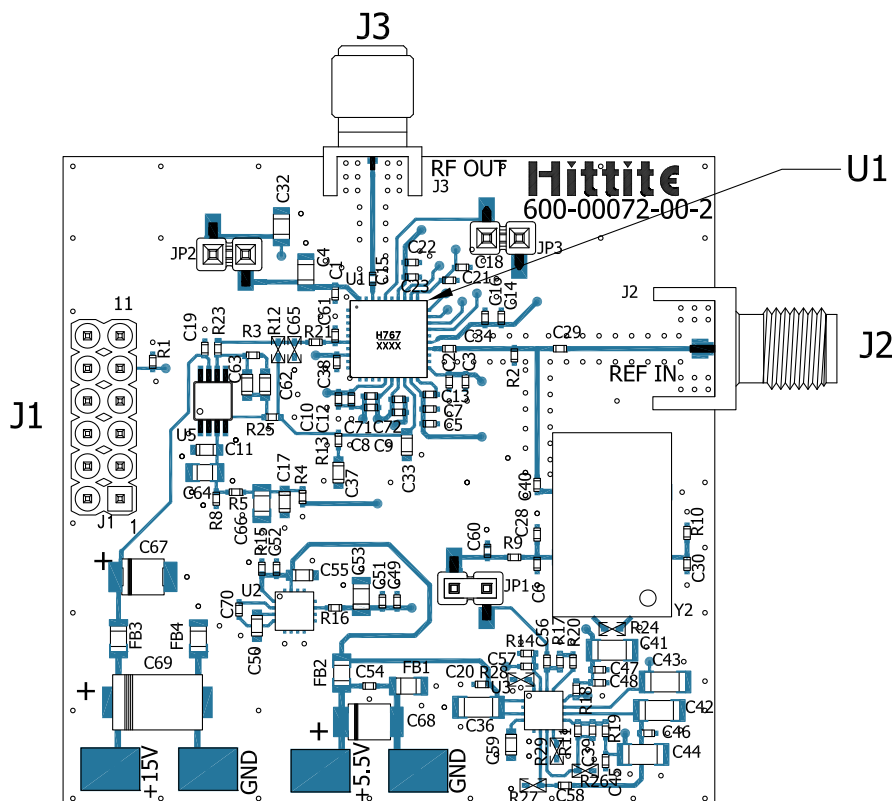 J3
RF OUT
J3
Hittite
600-00072-00-2
U1
C32
JP2
C4
C1
U1
C15
C22
C23
C18
C21
JP3
C16
C14
J2
J2
REF IN
11
J1
R1
C19
R23
R3
R12
C65
R21
C61
C38
H767
XXXX
C34
C2
C3
R2
C29
C63
C62
U5
R25
C10
C12
C71
C72
C8
C9
C13
C7
C5
C11
C64
R13
C37
C33
R8
R5
C66
C17
R4
J1
1
C40
C28
C60
R9
C6
R10
C30
Y2
JP1
+
C67
R15
C52
U2
C55
C53
C51
C49
R16
C70
C50
FB3
FB4
C69
+
FB2
C54
FB1
C68
+
+15V
GND
+5.5V
GND
R14
C57
C56
R17
R20
R24
C41
C47
C48
C43
C20
R28
U3
R18
C36
C42
C59
R29
R11
C39
R19
C46
C44
R26
C45
R27
C58